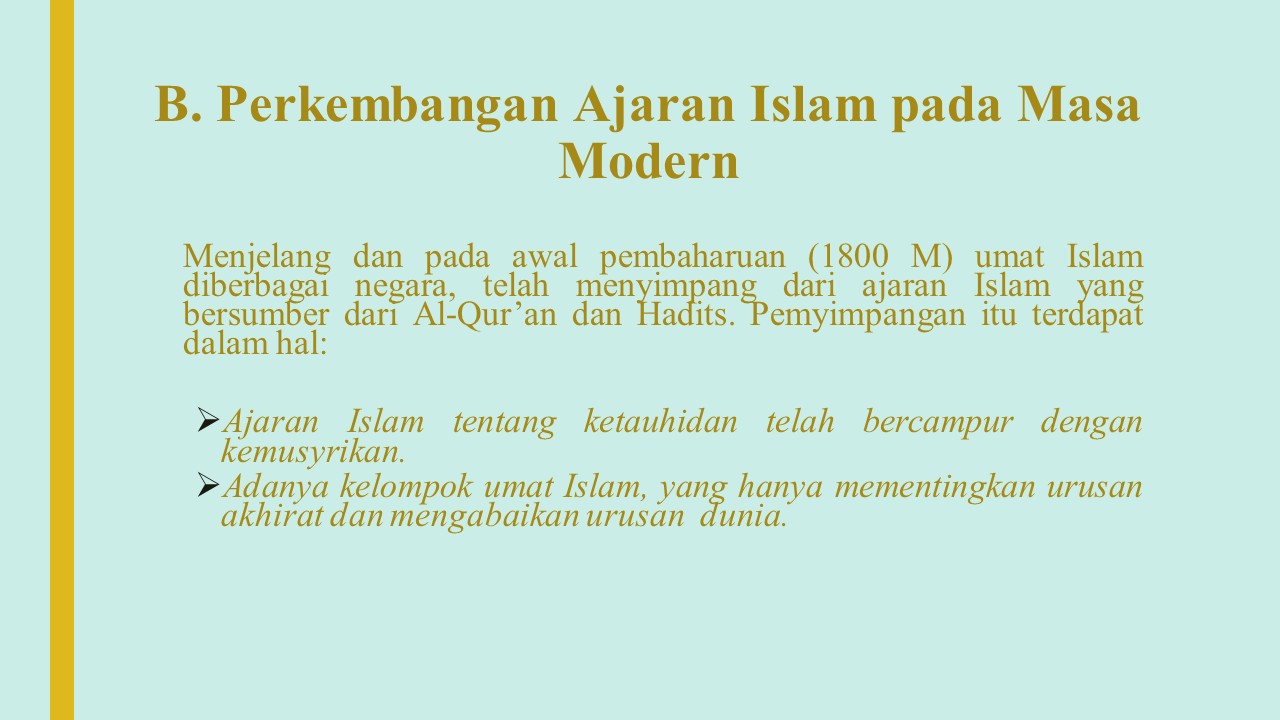 B. Perkembangan Ajaran Islam pada Masa
Modern
Menjelang dan pada awal pembaharuan (1800 M) umat Islam
diberbagai negara, telah menyimpang dari ajaran Islam yang
bersumber dari Al-Qur’an dan Hadits. Pemyimpangan itu terdapat
dalam hal:
➢Ajaran Islam tentang ketauhidan telah bercampur dengan
kemusyrikan.
➢Adanya kelompok umat Islam, yang hanya mementingkan urusan
akhirat dan mengabaikan urusan dunia.